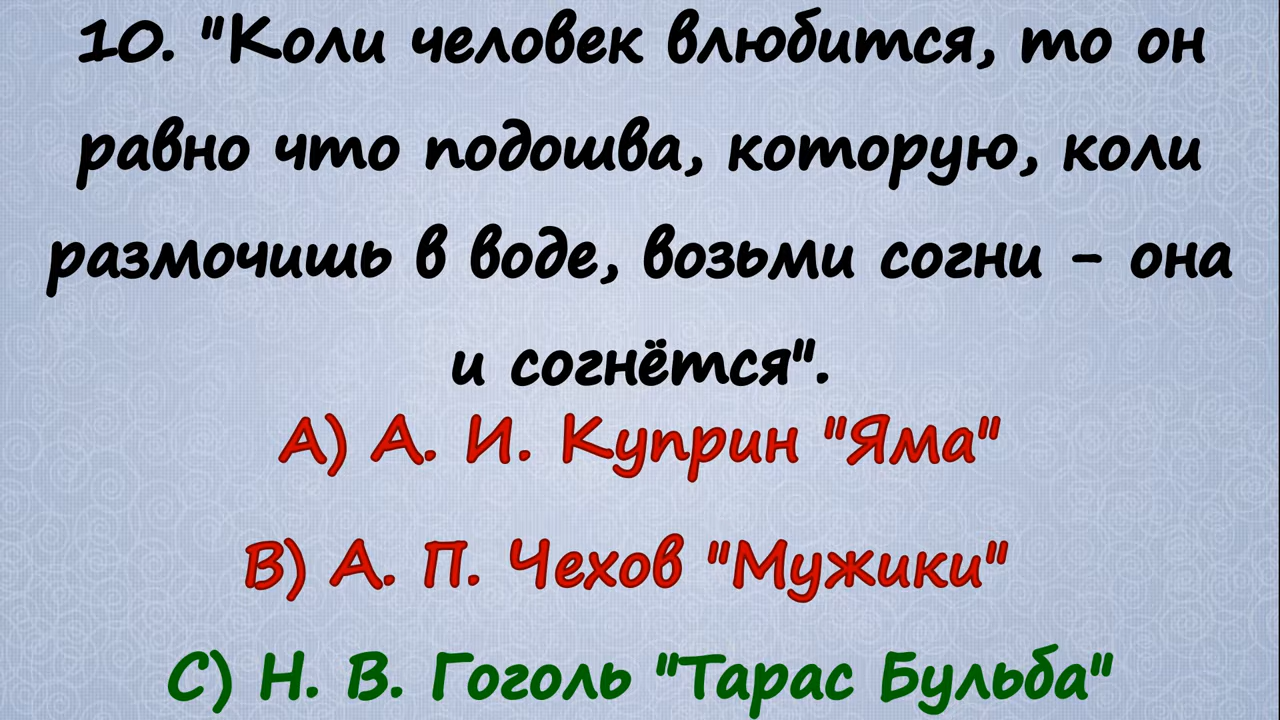 10. "Коли человек влюбится, то он
равно что подошва, которую, коли
размочишь в воде, возьми согни - она
и согнётся".
А) А. И. Куприн "Яма"
В) А. П. Чехов "Мужики"
С) Н. В. Гоголь "Тарас Бульба"